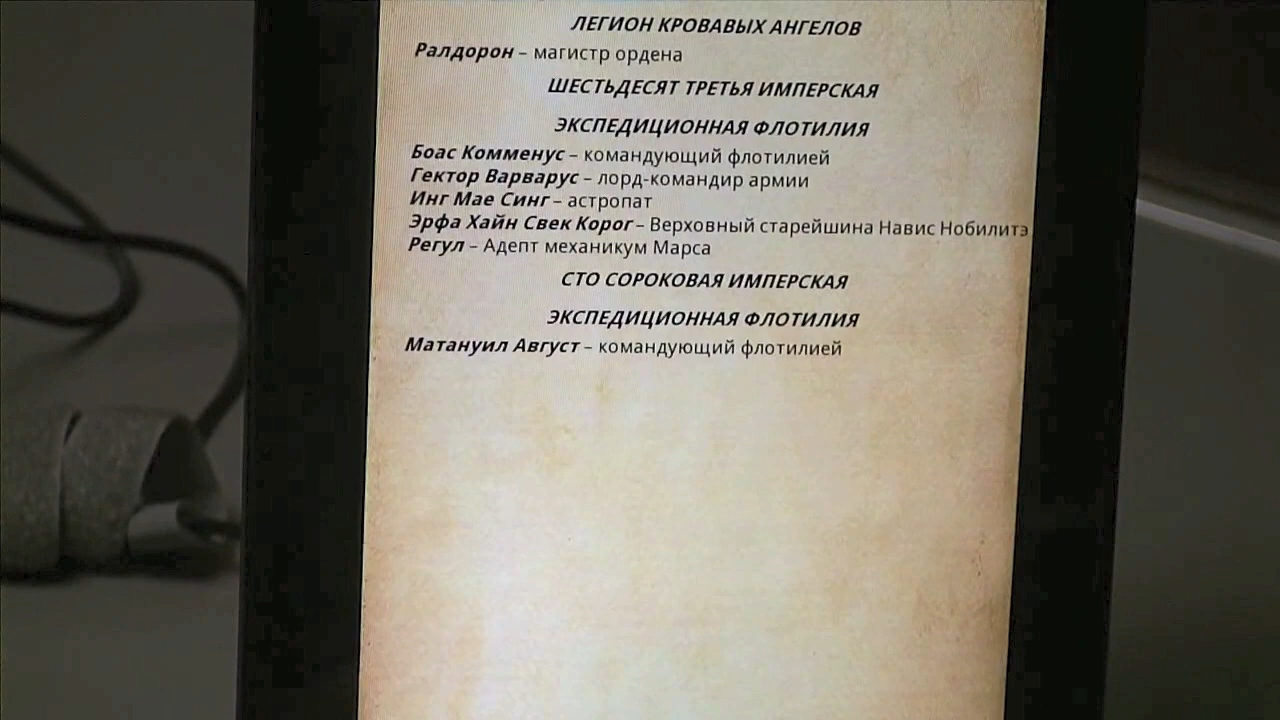 ЛЕГИОН КРОВАВЫХ АНГЕЛОВ
Ралдорон – магистр ордена
ШЕСТЬДЕСЯТ ТРЕТЬЯ ИМПЕРСКАЯ
ЭКСПЕДИЦИОННАЯ ФЛОТИЛИЯ
Боас Комменус – командующий флотилией
Гектор Варварус – лорд-командир армии
Инг Мае Синг – астропат
Эрфа Хайн Свек Корог – Верховный старейшина Навис Нобилитэ
Регул – Адепт механикум Марса
СТО СОРОКОВАЯ ИМПЕРСКАЯ
ЭКСПЕДИЦИОННАЯ ФЛОТИЛИЯ
Матануил Август – командующий флотилией